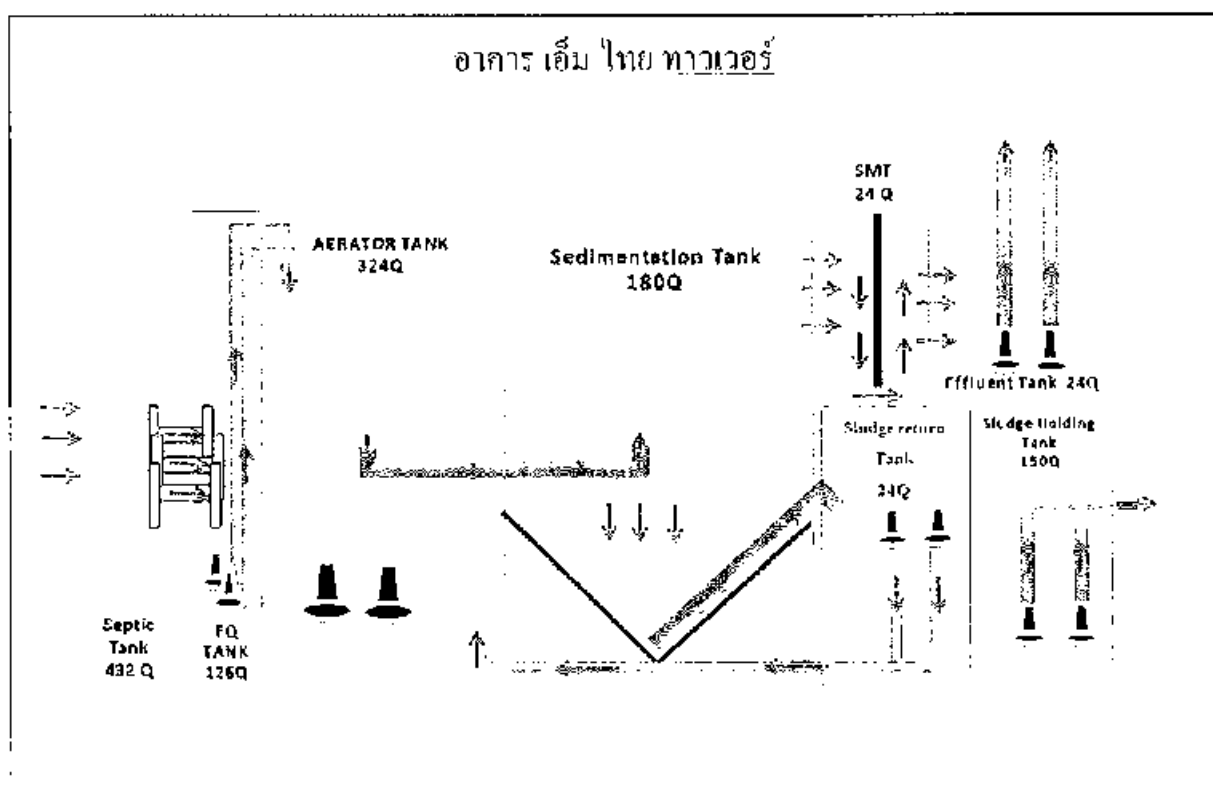 อาคาร เอ็ม ไทย ทาวเวอร์
SMT
24 Q
AERATOR TANK
324Q
Sedimentation Tank
180Q
Effluent Tank 24Q
Sludge return
Tank
24Q
Sludge Holding
Tank
150Q
Septic
Tank
432 Q
EQ
TANK
126Q